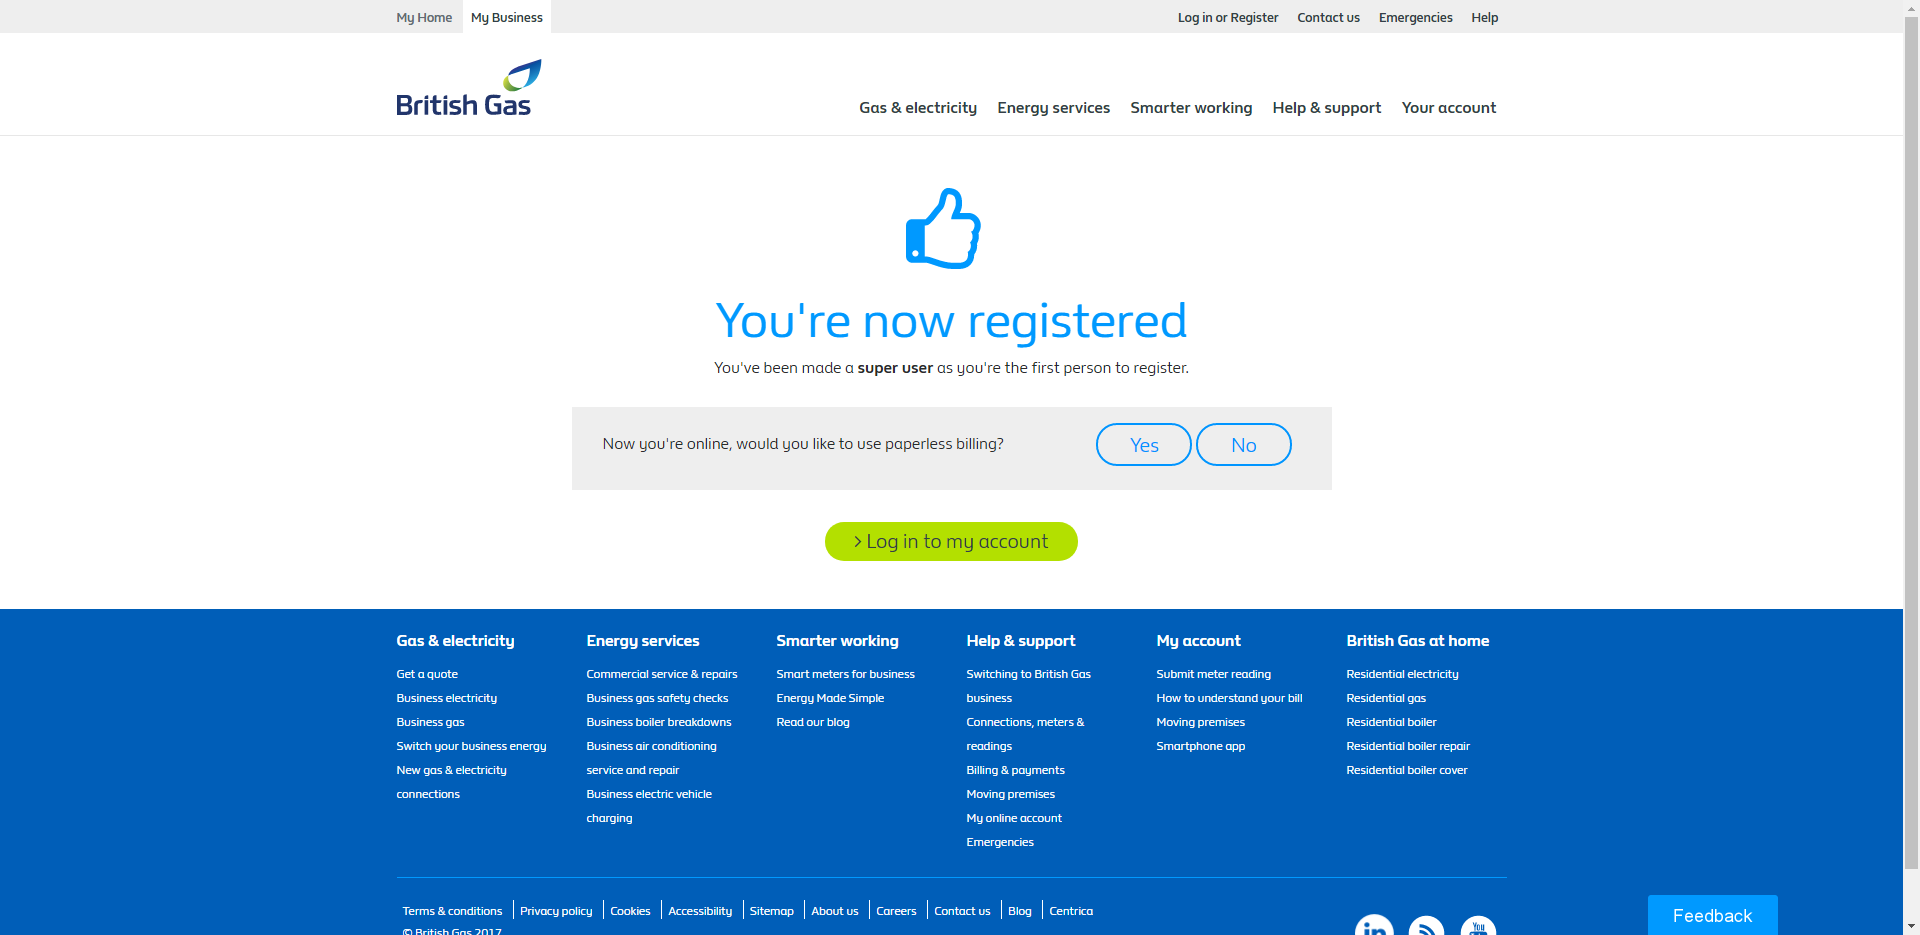 My Home My Business Log in or Register Contact us Emergencies Help
British Gas
Gas & electricity Energy services Smarter working Help & support Your account
You're now registered
You've been made a super user as you're the first person to register.
Now you're online, would you like to use paperless billing? Yes No
> Log in to my account
Gas & electricity
Get a quote
Business electricity
Business gas
Switch your business energy
New gas & electricity
connections
Energy services
Commercial service & repairs
Business gas safety checks
Business boiler breakdowns
Business air conditioning
service and repair
Business electric vehicle
charging
Smarter working
Smart meters for business
Energy Made Simple
Read our blog
Help & support
Switching to British Gas
business
Connections, meters &
readings
Billing & payments
Moving premises
My online account
Emergencies
My account
Submit meter reading
How to understand your bill
Moving premises
Smartphone app
British Gas at home
Residential electricity
Residential gas
Residential boiler
Residential boiler repair
Residential boiler cover
Terms & conditions Privacy policy Cookies Accessibility Sitemap About us Careers Contact us Blog Centrica
© British Gas 2017
in
You
Feedback